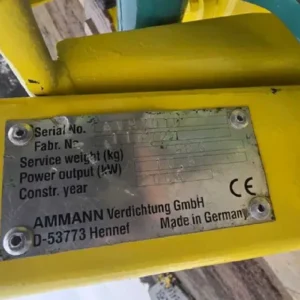 Serial No.
Fabr. No.
Service weight (kg)
Power output (kW)
Constr. year
CE
AMMANN Verdichtung GmbH
D-53773 Hennef Made in Germany